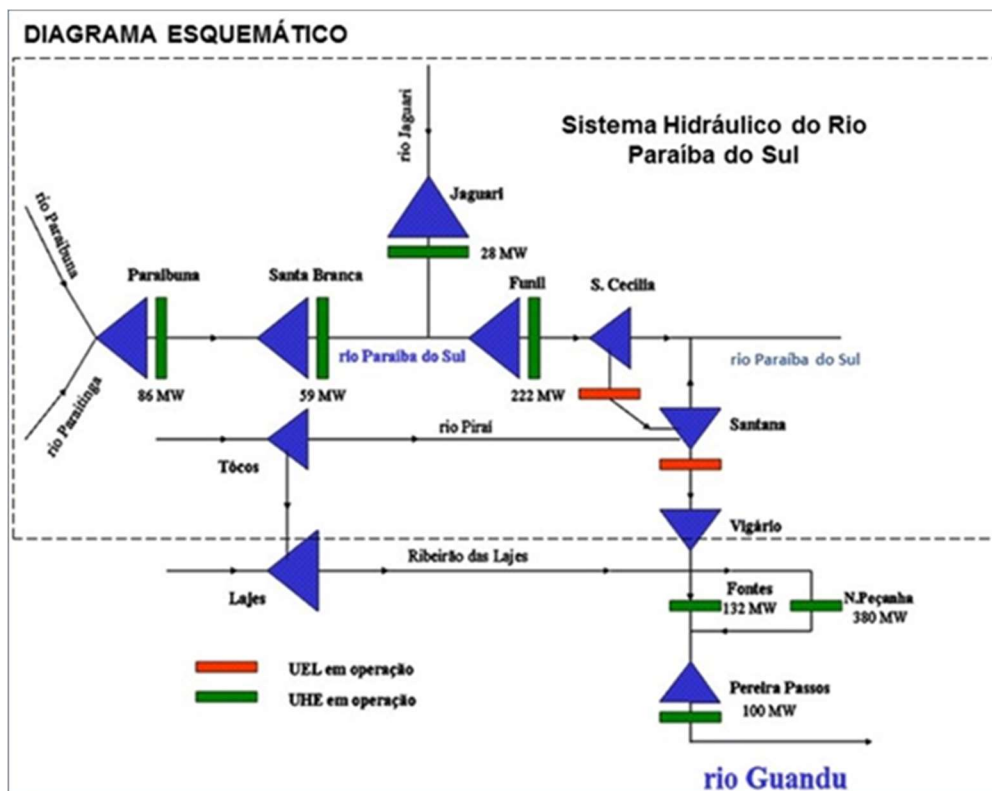 DIAGRAMA ESQUEMÁTICO
Sistema Hidráulico do Rio
Paraíba do Sul
rio Jaguari
Jaguari
28 MW
rio Paraibuna
rio Paraitinga
Paraibuna
86 MW
Santa Branca
59 MW
rio Paraíba do Sul
Funil
222 MW
S. Cecília
rio Paraíba do Sul
Santana
rio Piraí
Tócos
Vigário
Lajes
Ribeirão das Lajes
Fontes
132 MW
N.Peçanha
380 MW
UEL em operação
UHE em operação
Pereira Passos
100 MW
rio Guandu